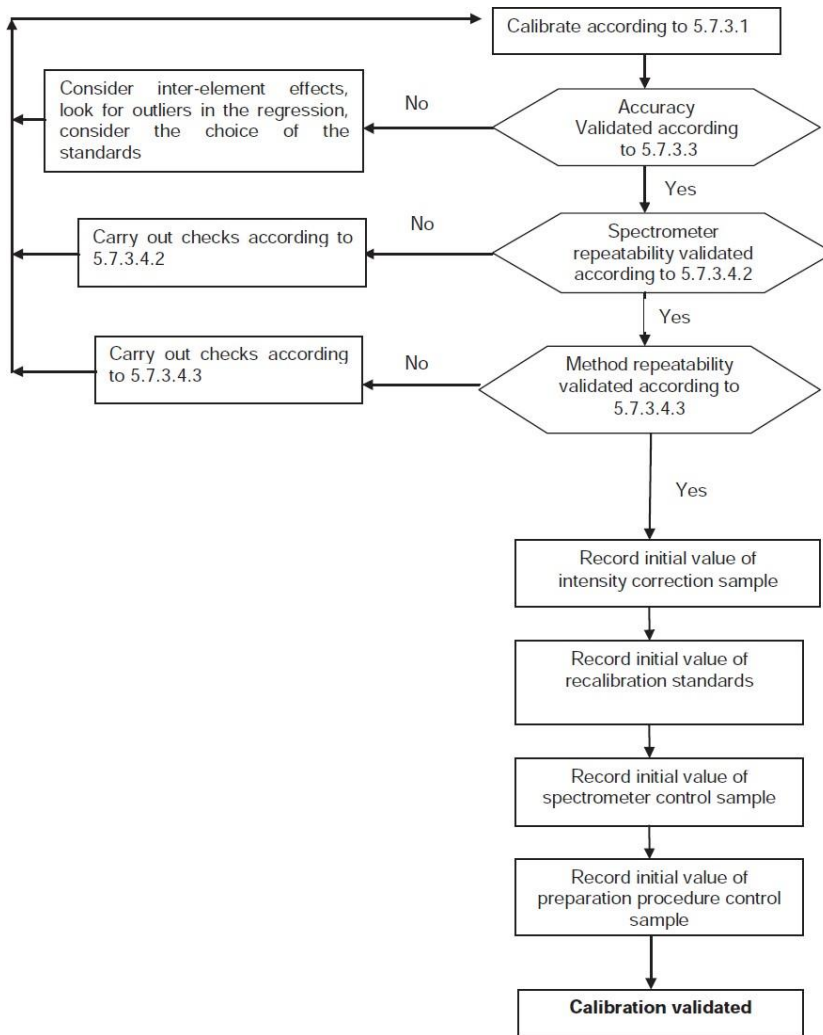 Calibrate according to 5.7.3.1
Consider inter-element effects,
look for outliers in the regression,
consider the choice of the
standards
No
Accuracy
Validated according
to 5.7.3.3
Yes
Carry out checks according to
5.7.3.4.2
No
Spectrometer
repeatability validated
according to 5.7.3.4.2
Yes
Carry out checks according
to 5.7.3.4.3
No
Method repeatability
validated according to
5.7.3.4.3
Yes
Record initial value of
intensity correction sample
Record initial value of
recalibration standards
Record initial value of
spectrometer control sample
Record initial value of
preparation procedure control
sample
Calibration validated